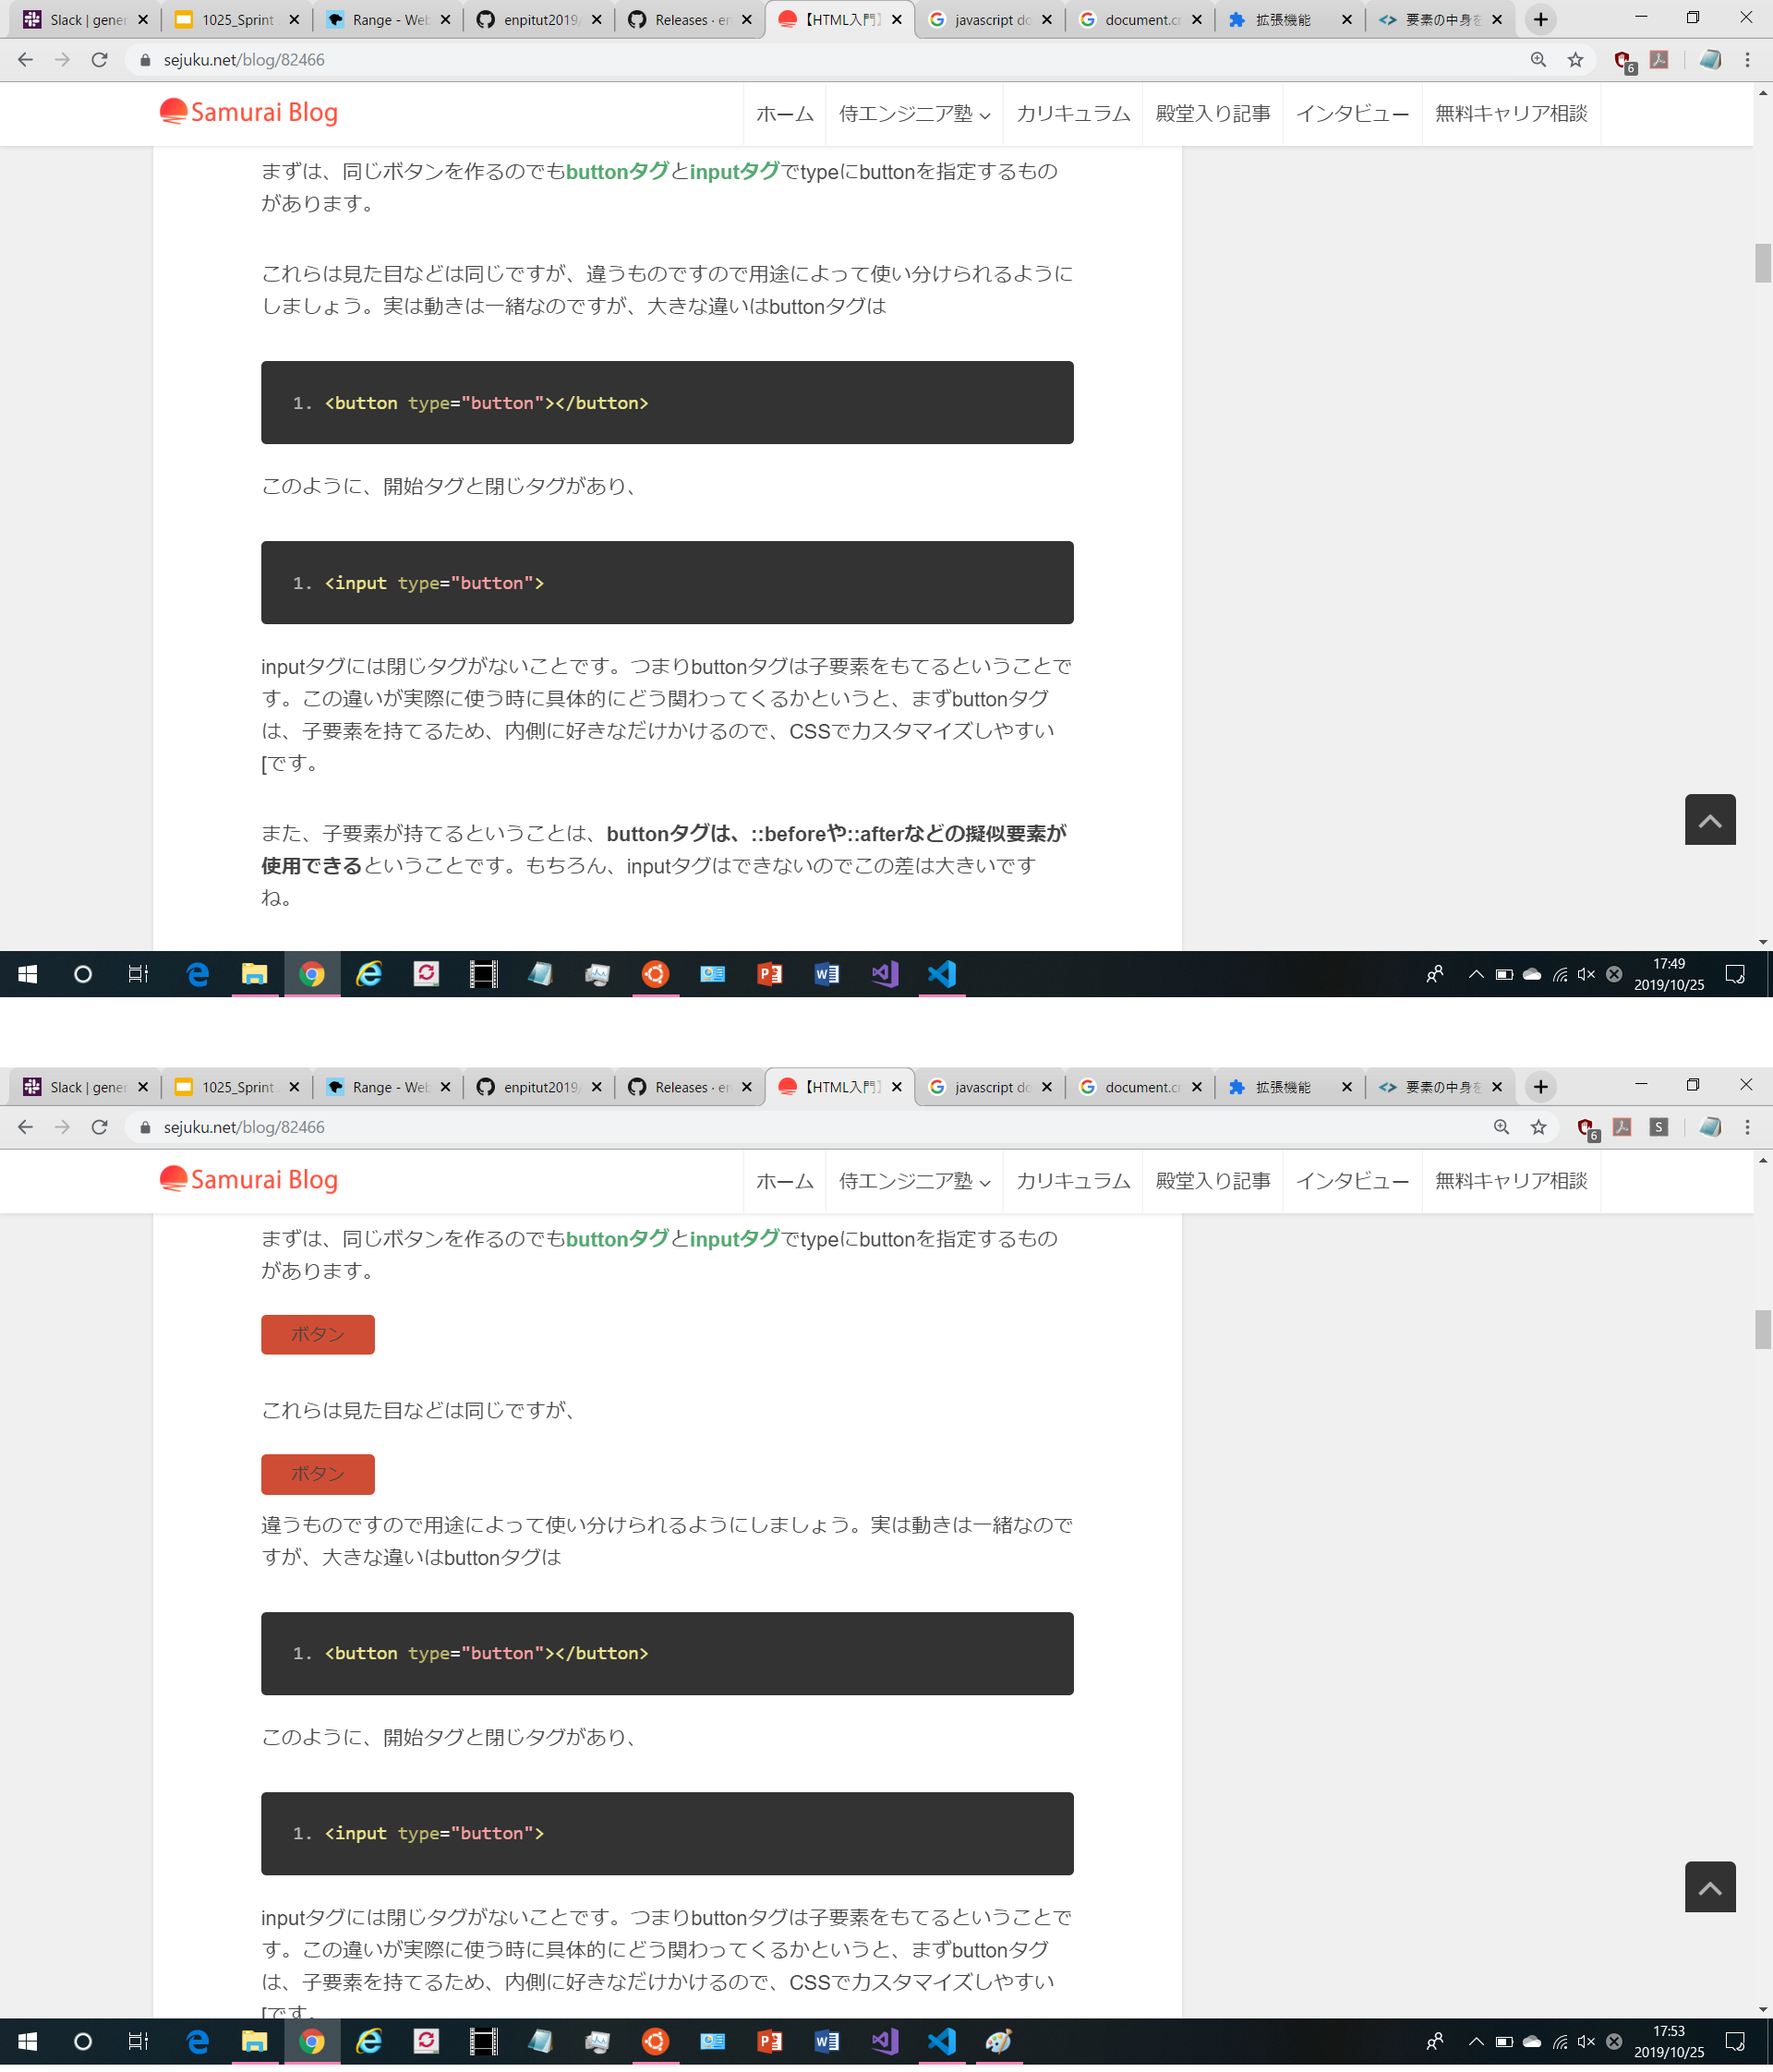 Slack | gener
1025_Sprint
Range - Web
enpitut2019/
Releases · en
【HTML入門】
javascript do
document.cr
拡張機能
要素の中身を
sejuku.net/blog/82466
6
Samurai Blog
ホーム
侍エンジニア塾
カリキュラム
殿堂入り記事
インタビュー
無料キャリア相談
まずは、同じボタンを作るのでもbuttonタグとinputタグでtypeにbuttonを指定するもの
があります。
これらは見た目などは同じですが、違うものですので用途によって使い分けられるように
しましょう。実は動きは一緒なのですが、大きな違いはbuttonタグは
1. <button type="button"></button>
このように、開始タグと閉じタグがあり、
1. <input type="button">
inputタグには閉じタグがないことです。つまりbuttonタグは子要素をもてるということで
す。この違いが実際に使う時に具体的にどう関わってくるかというと、まずbuttonタグ
は、子要素を持てるため、内側に好きなだけかけるので、CSSでカスタマイズしやすい
[です。
また、子要素が持てるということは、buttonタグは、::beforeや::afterなどの擬似要素が
使用できるということです。もちろん、inputタグはできないのでこの差は大きいです
ね。
17:49
2019/10/25
Slack | gener
1025_Sprint
Range - Web
enpitut2019/
Releases · en
【HTML入門】
javascript do
document.cr
拡張機能
要素の中身を
sejuku.net/blog/82466
6
S
Samurai Blog
ホーム
侍エンジニア塾
カリキュラム
殿堂入り記事
インタビュー
無料キャリア相談
まずは、同じボタンを作るのでもbuttonタグとinputタグでtypeにbuttonを指定するもの
があります。
ボタン
これらは見た目などは同じですが、
ボタン
違うものですので用途によって使い分けられるようにしましょう。実は動きは一緒なので
すが、大きな違いはbuttonタグは
1. <button type="button"></button>
このように、開始タグと閉じタグがあり、
1. <input type="button">
inputタグには閉じタグがないことです。つまりbuttonタグは子要素をもてるということで
す。この違いが実際に使う時に具体的にどう関わってくるかというと、まずbuttonタグ
は、子要素を持てるため、内側に好きなだけかけるので、CSSでカスタマイズしやすい
[です。
17:53
2019/10/25